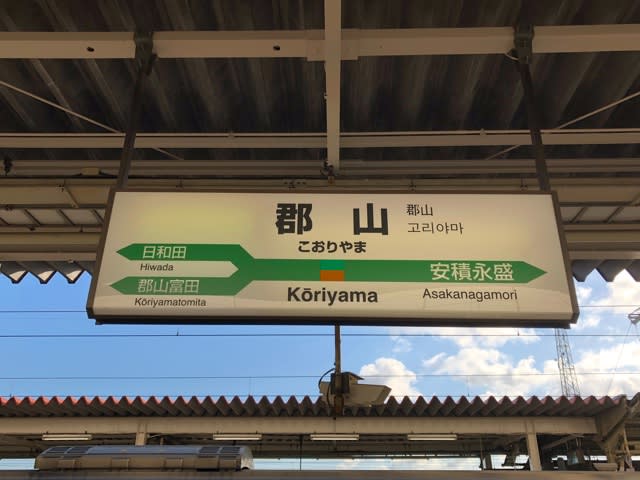 郡山
郡山
고리야마
こおりやま
日和田
Hiwada
郡山富田
Kōriyamatomita
Kōriyama
安積永盛
Asakanagamori